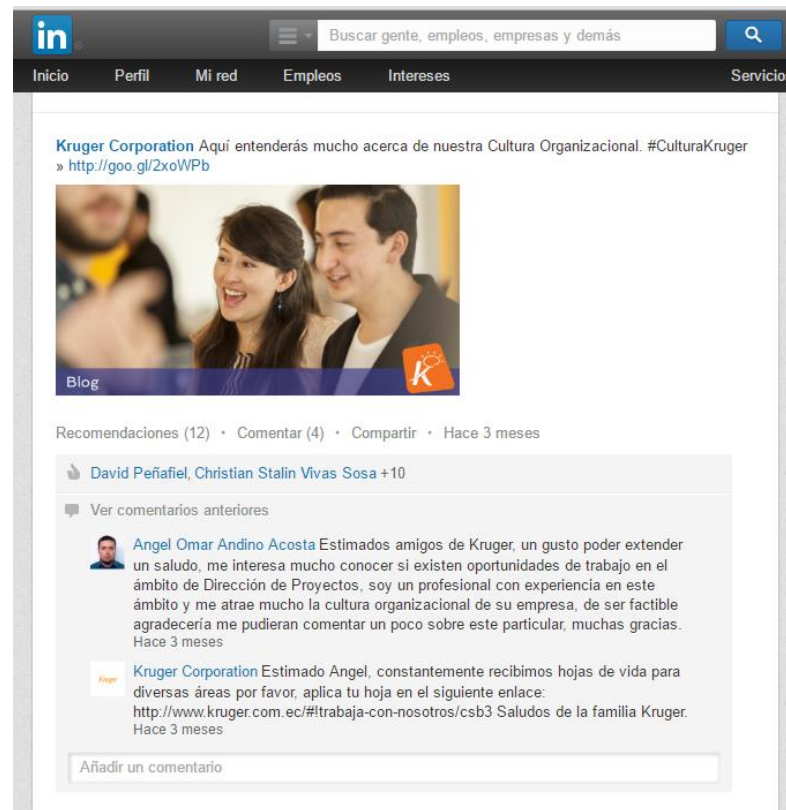 in
Buscar gente, empleos, empresas y demás
Inicio Perfil Mi red Empleos Intereses Servicios
Kruger Corporation Aquí entenderás mucho acerca de nuestra Cultura Organizacional. #CulturaKruger
» http://goo.gl/2xoWPb
Blog
K
Recomendaciones (12) · Comentar (4) · Compartir · Hace 3 meses
David Peñafiel, Christian Stalin Vivas Sosa +10
Ver comentarios anteriores
Angel Omar Andino Acosta Estimados amigos de Kruger, un gusto poder extender
un saludo, me interesa mucho conocer si existen oportunidades de trabajo en el
ámbito de Dirección de Proyectos, soy un profesional con experiencia en este
ámbito y me atrae mucho la cultura organizacional de su empresa, de ser factible
agradecería me pudieran comentar un poco sobre este particular, muchas gracias.
Hace 3 meses
Kruger
Kruger Corporation Estimado Angel, constantemente recibimos hojas de vida para
diversas áreas por favor, aplica tu hoja en el siguiente enlace:
http://www.kruger.com.ec/#!trabaja-con-nosotros/csb3 Saludos de la familia Kruger.
Hace 3 meses
Añadir un comentario